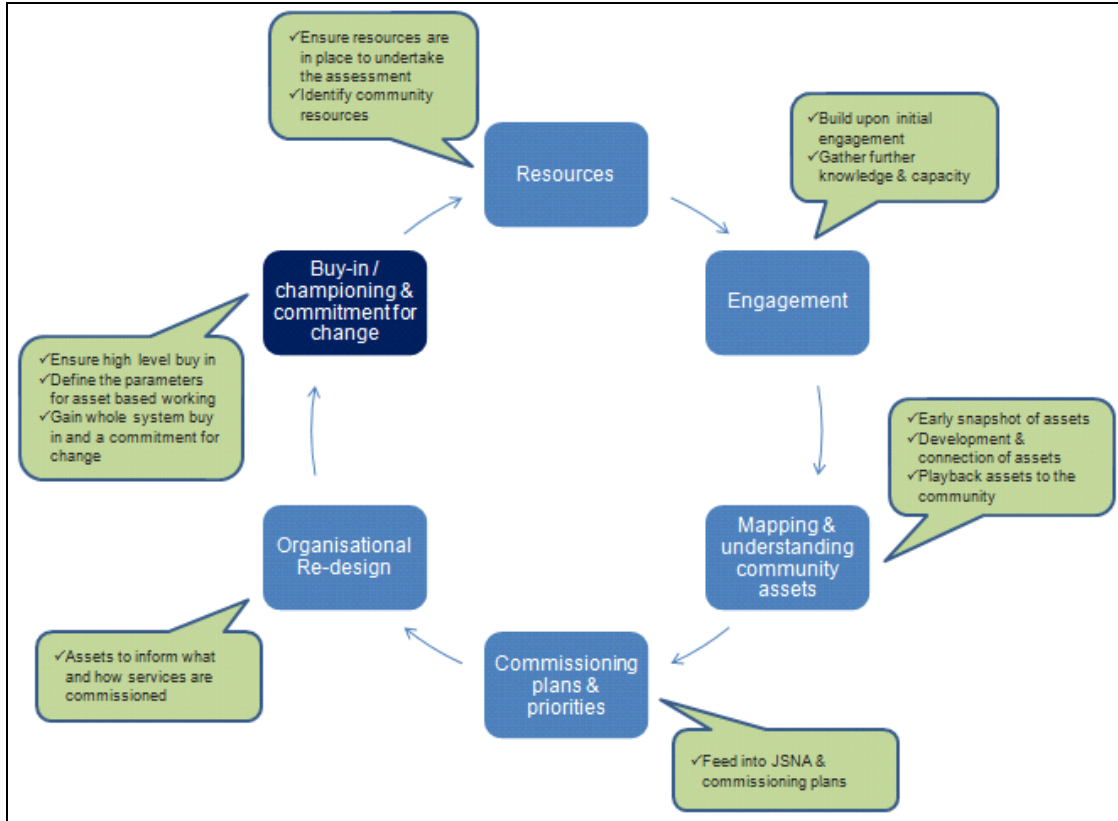 ✓Ensure resources are
in place to undertake
the assessment
✓Identify community
resources
Resources
✓Build upon initial
engagement
✓Gather further
knowledge & capacity
Engagement
Buy-in /
championing &
commitment for
change
✓Ensure high level buy in
✓Define the parameters
for asset based working
✓Gain whole system buy
in and a commitment for
change
✓Early snapshot of assets
✓Development &
connection of assets
✓Playback assets to the
community
Mapping &
understanding
community
assets
Organisational
Re-design
✓Assets to inform what
and how services are
commissioned
Commissioning
plans &
priorities
✓Feed into JSNA &
commissioning plans